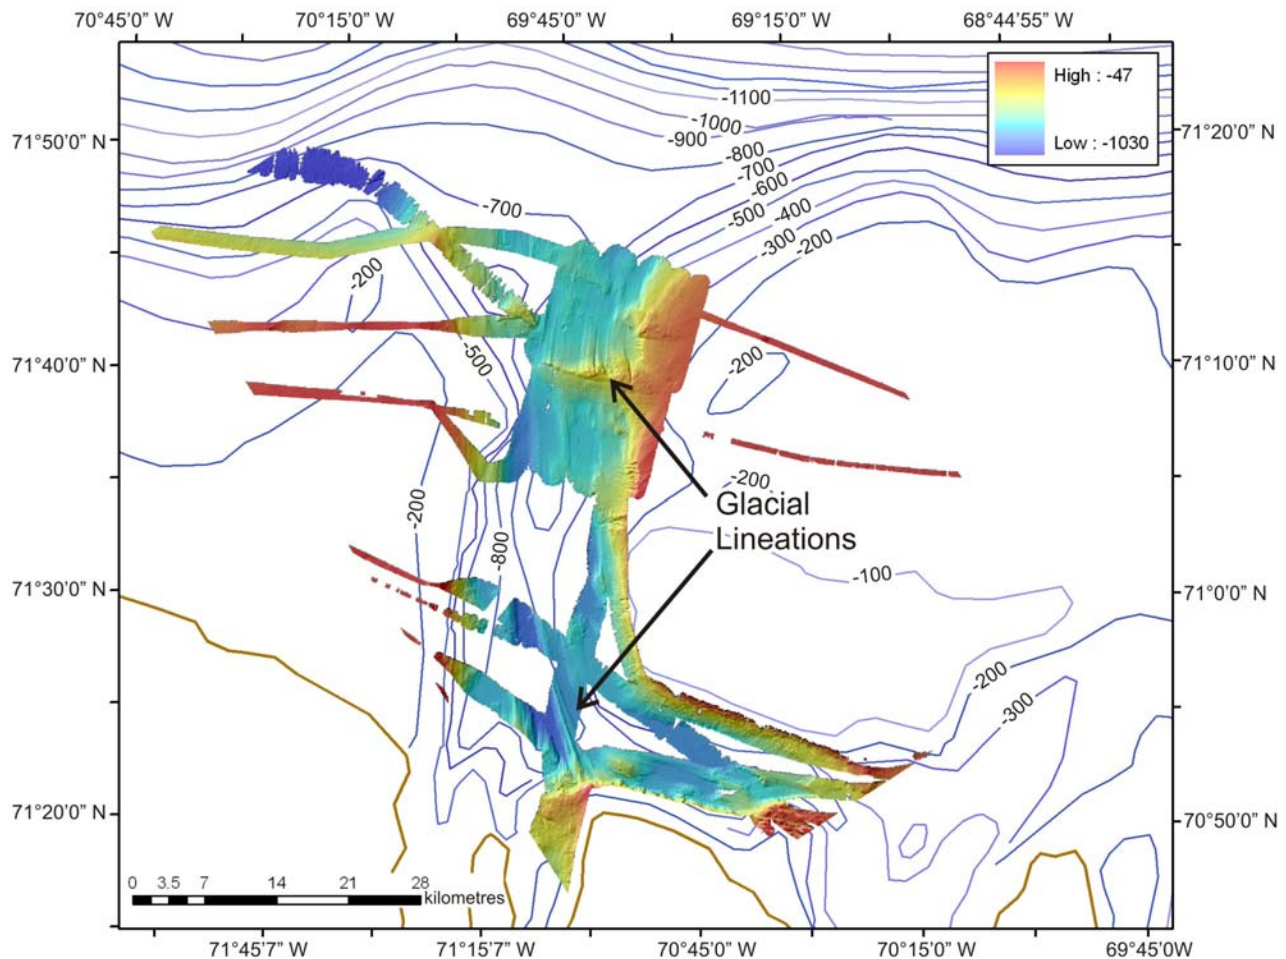 70°45'0" W 70°15'0" W 69°45'0" W 69°15'0" W 68°44'55" W
High : -47
Low : -1030
-1100
-1000
-900
-800
-700
-600
-500
-400
-300
-200
71°50'0" N
71°20'0" N
-700
-200
-500
71°40'0" N
-200
71°10'0" N
-200
-200
Glacial
Lineations
-800
-100
71°30'0" N
71°0'0" N
-200
-300
71°20'0" N
70°50'0" N
0 3.5 7 14 21 28
kilometres
71°45'7" W 71°15'7" W 70°45'0 W 70°15'0 W 69°45'0W